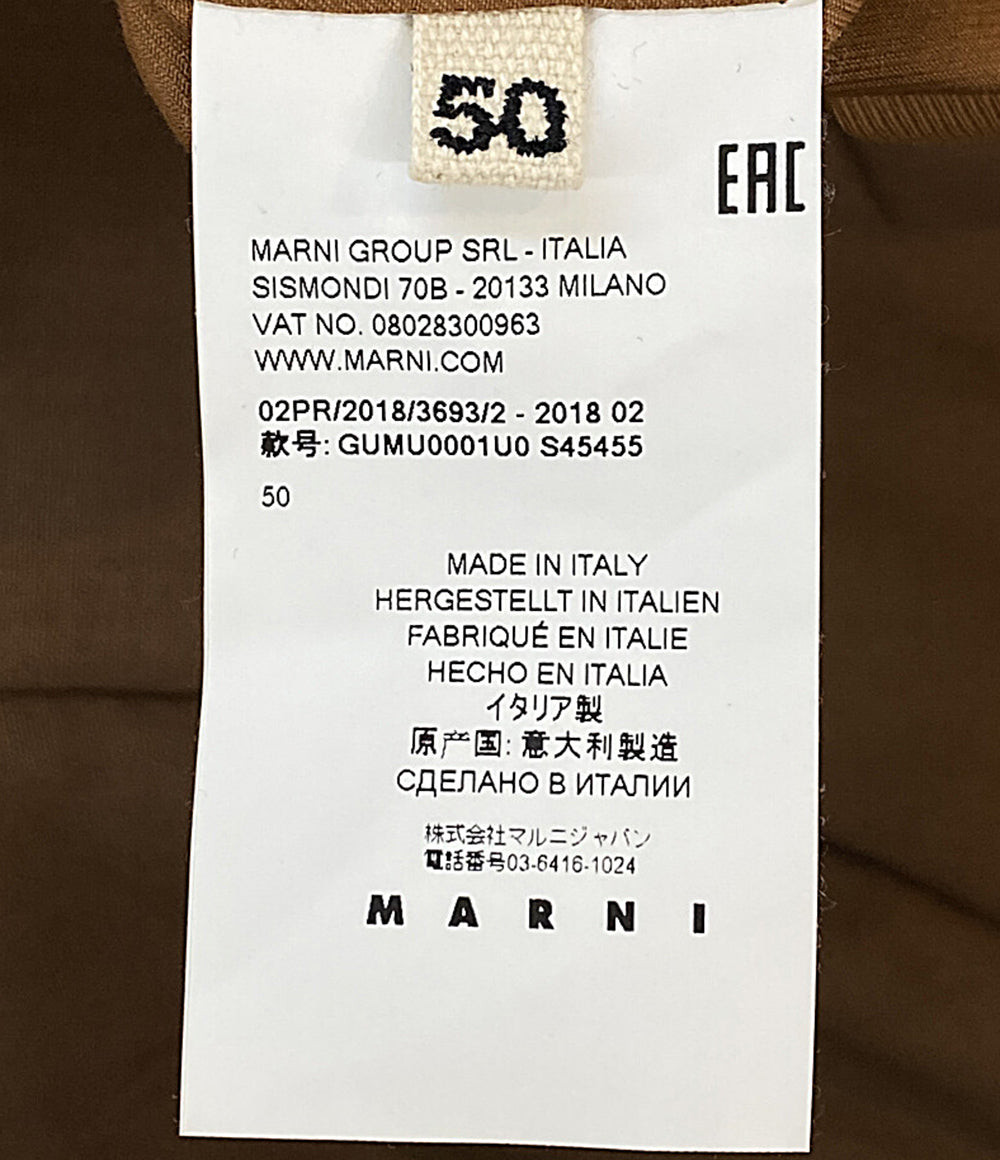 50
EAC
MARNI GROUP SRL - ITALIA
SISMONDI 70B - 20133 MILANO
VAT NO. 08028300963
WWW.MARNI.COM
02PR/2018/3693/2 - 2018 02
款号: GUMU0001U0 S45455
50
MADE IN ITALY
HERGESTELLT IN ITALIEN
FABRIQUÉ EN ITALIE
HECHO EN ITALIA
イタリア製
原产国: 意大利製造
СДЕЛАНО В ИТАЛИИ
株式会社マルニジャパン
電話番号03-6416-1024
MARNI